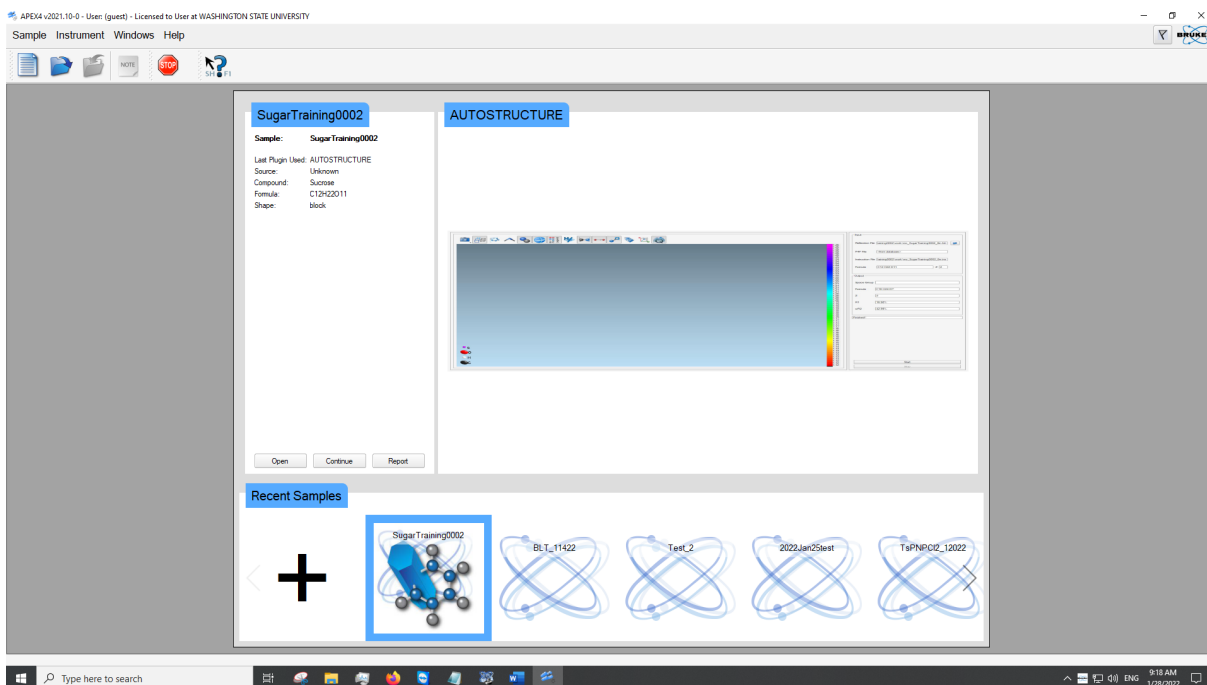 APEX4 v2021.10-0 - User: (guest) - Licensed to User at WASHINGTON STATE UNIVERSITY
Sample Instrument Windows Help
NOTE
STOP
SugarTraining0002
AUTOSTRUCTURE
Sample: SugarTraining0002
Last Plugin Used: AUTOSTRUCTURE
Source: Unknown
Compound: Sucrose
Formula: C12H22O11
Shape: block
Open Continue Report
Recent Samples
SugarTraining0002
BLT_11422
Test_2
2022Jan25test
TsPNPCl2_12022
Type here to search
ENG
9:18 AM
1/28/2022